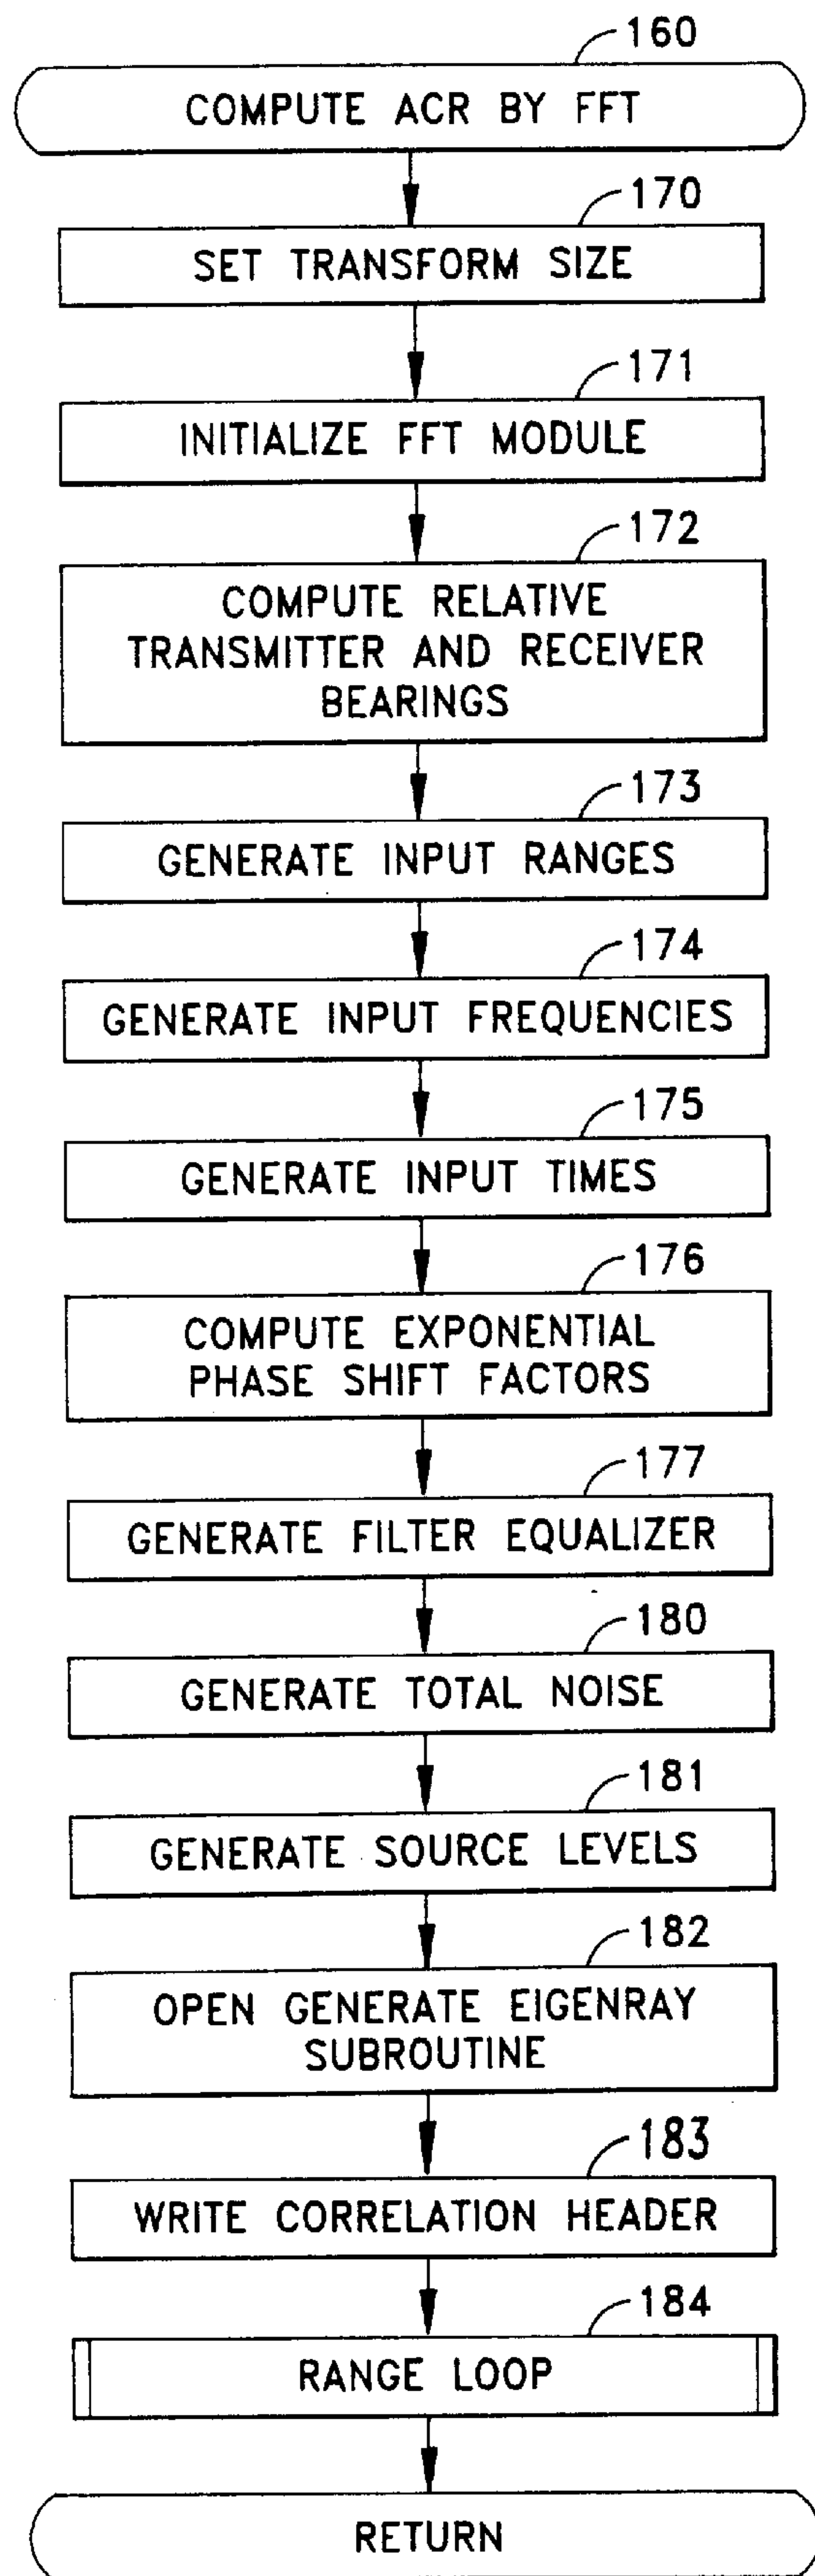 160
COMPUTE ACR BY FFT
170
SET TRANSFORM SIZE
171
INITIALIZE FFT MODULE
172
COMPUTE RELATIVE
TRANSMITTER AND RECEIVER
BEARINGS
173
GENERATE INPUT RANGES
174
GENERATE INPUT FREQUENCIES
175
GENERATE INPUT TIMES
176
COMPUTE EXPONENTIAL
PHASE SHIFT FACTORS
177
GENERATE FILTER EQUALIZER
180
GENERATE TOTAL NOISE
181
GENERATE SOURCE LEVELS
182
OPEN GENERATE EIGENRAY
SUBROUTINE
183
WRITE CORRELATION HEADER
184
RANGE LOOP
RETURN